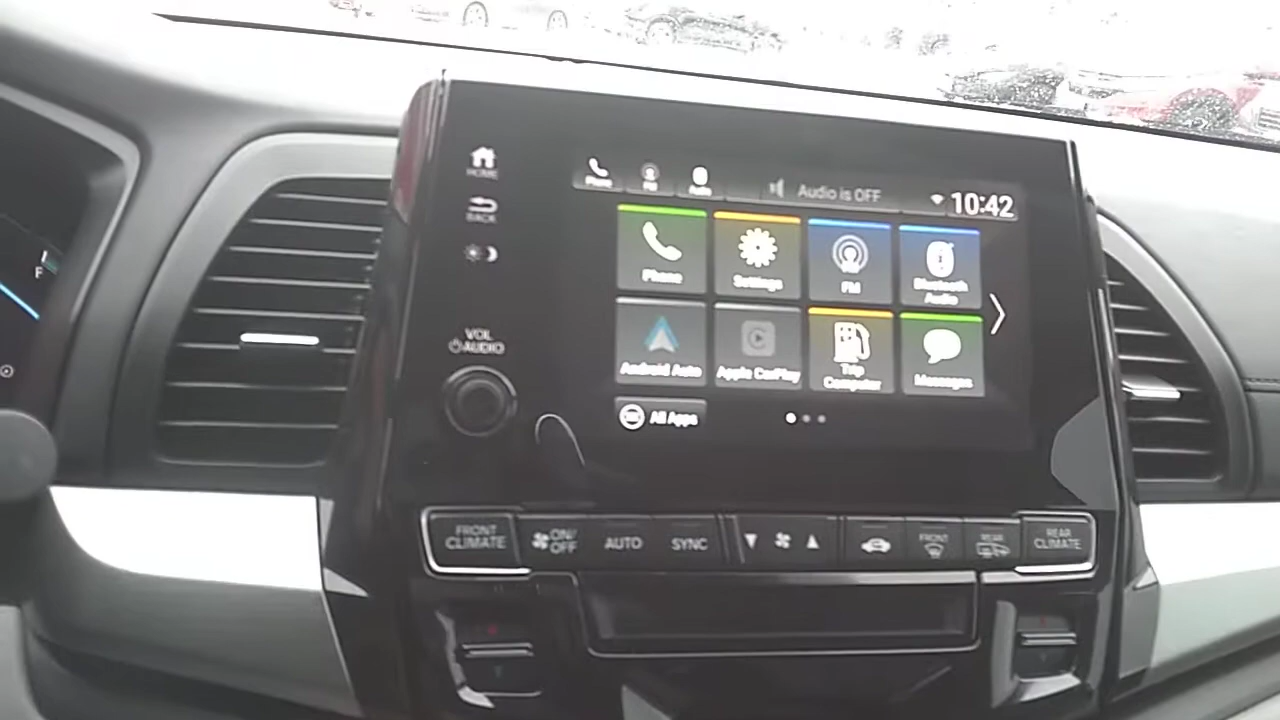 HOME
BACK
VOL
AUDIO
Phone
FM
Audio
Audio is OFF
10:42
Phone
Settings
FM
Bluetooth
Audio
Android Auto
Apple CarPlay
Trip
Computer
Messages
All Apps
F
FRONT
CLIMATE
ON/
OFF
AUTO
SYNC
FRONT
REAR
REAR
CLIMATE